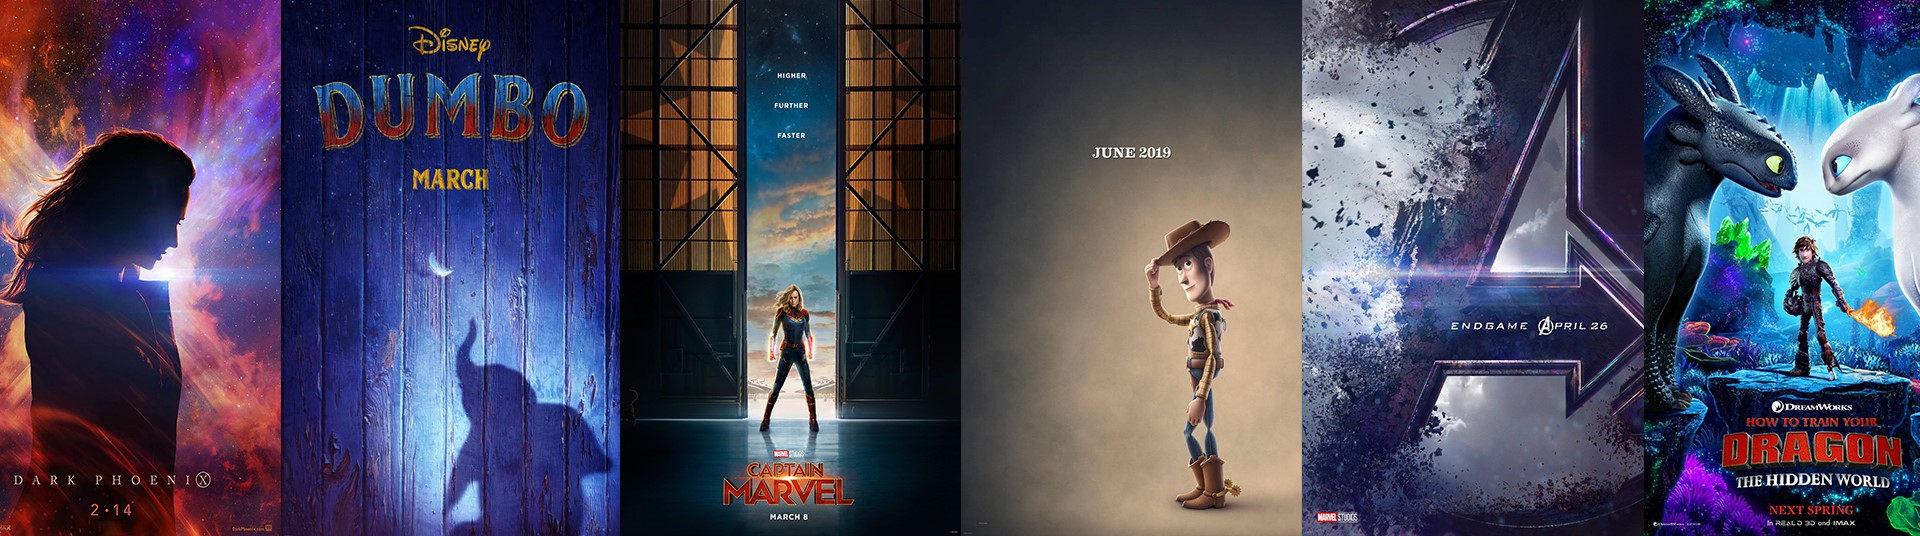 DARK PHOENIX
2·14
DarkPhoenix.com
Disney
DUMBO
MARCH
HIGHER
FURTHER
FASTER
MARVEL STUDIOS
CAPTAIN
MARVEL
MARCH 8
JUNE 2019
ENDGAME APRIL 26
MARVEL STUDIOS
DREAMWORKS
HOW TO TRAIN YOUR
DRAGON
THE HIDDEN WORLD
NEXT SPRING
In REALD 3D and IMAX